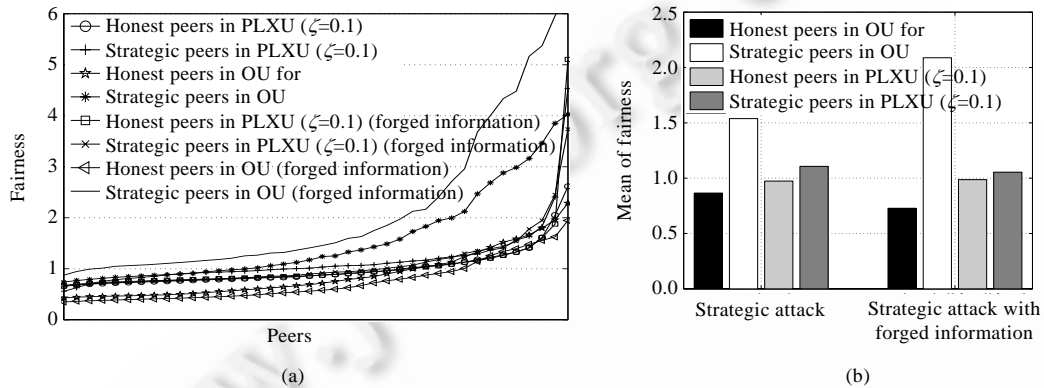 6
5
4
3
2
1
0
Fairness
Honest peers in PLXU (ζ=0.1)
Strategic peers in PLXU (ζ=0.1)
Honest peers in OU for
Strategic peers in OU
Honest peers in PLXU (ζ=0.1) (forged information)
Strategic peers in PLXU (ζ=0.1) (forged information)
Honest peers in OU (forged information)
Strategic peers in OU (forged information)
Peers
(a)
2.5
2.0
1.5
1.0
0.5
0.0
Mean of fairness
Honest peers in OU for
Strategic peers in OU
Honest peers in PLXU (ζ=0.1)
Strategic peers in PLXU (ζ=0.1)
Strategic attack
Strategic attack with
forged information
(b)